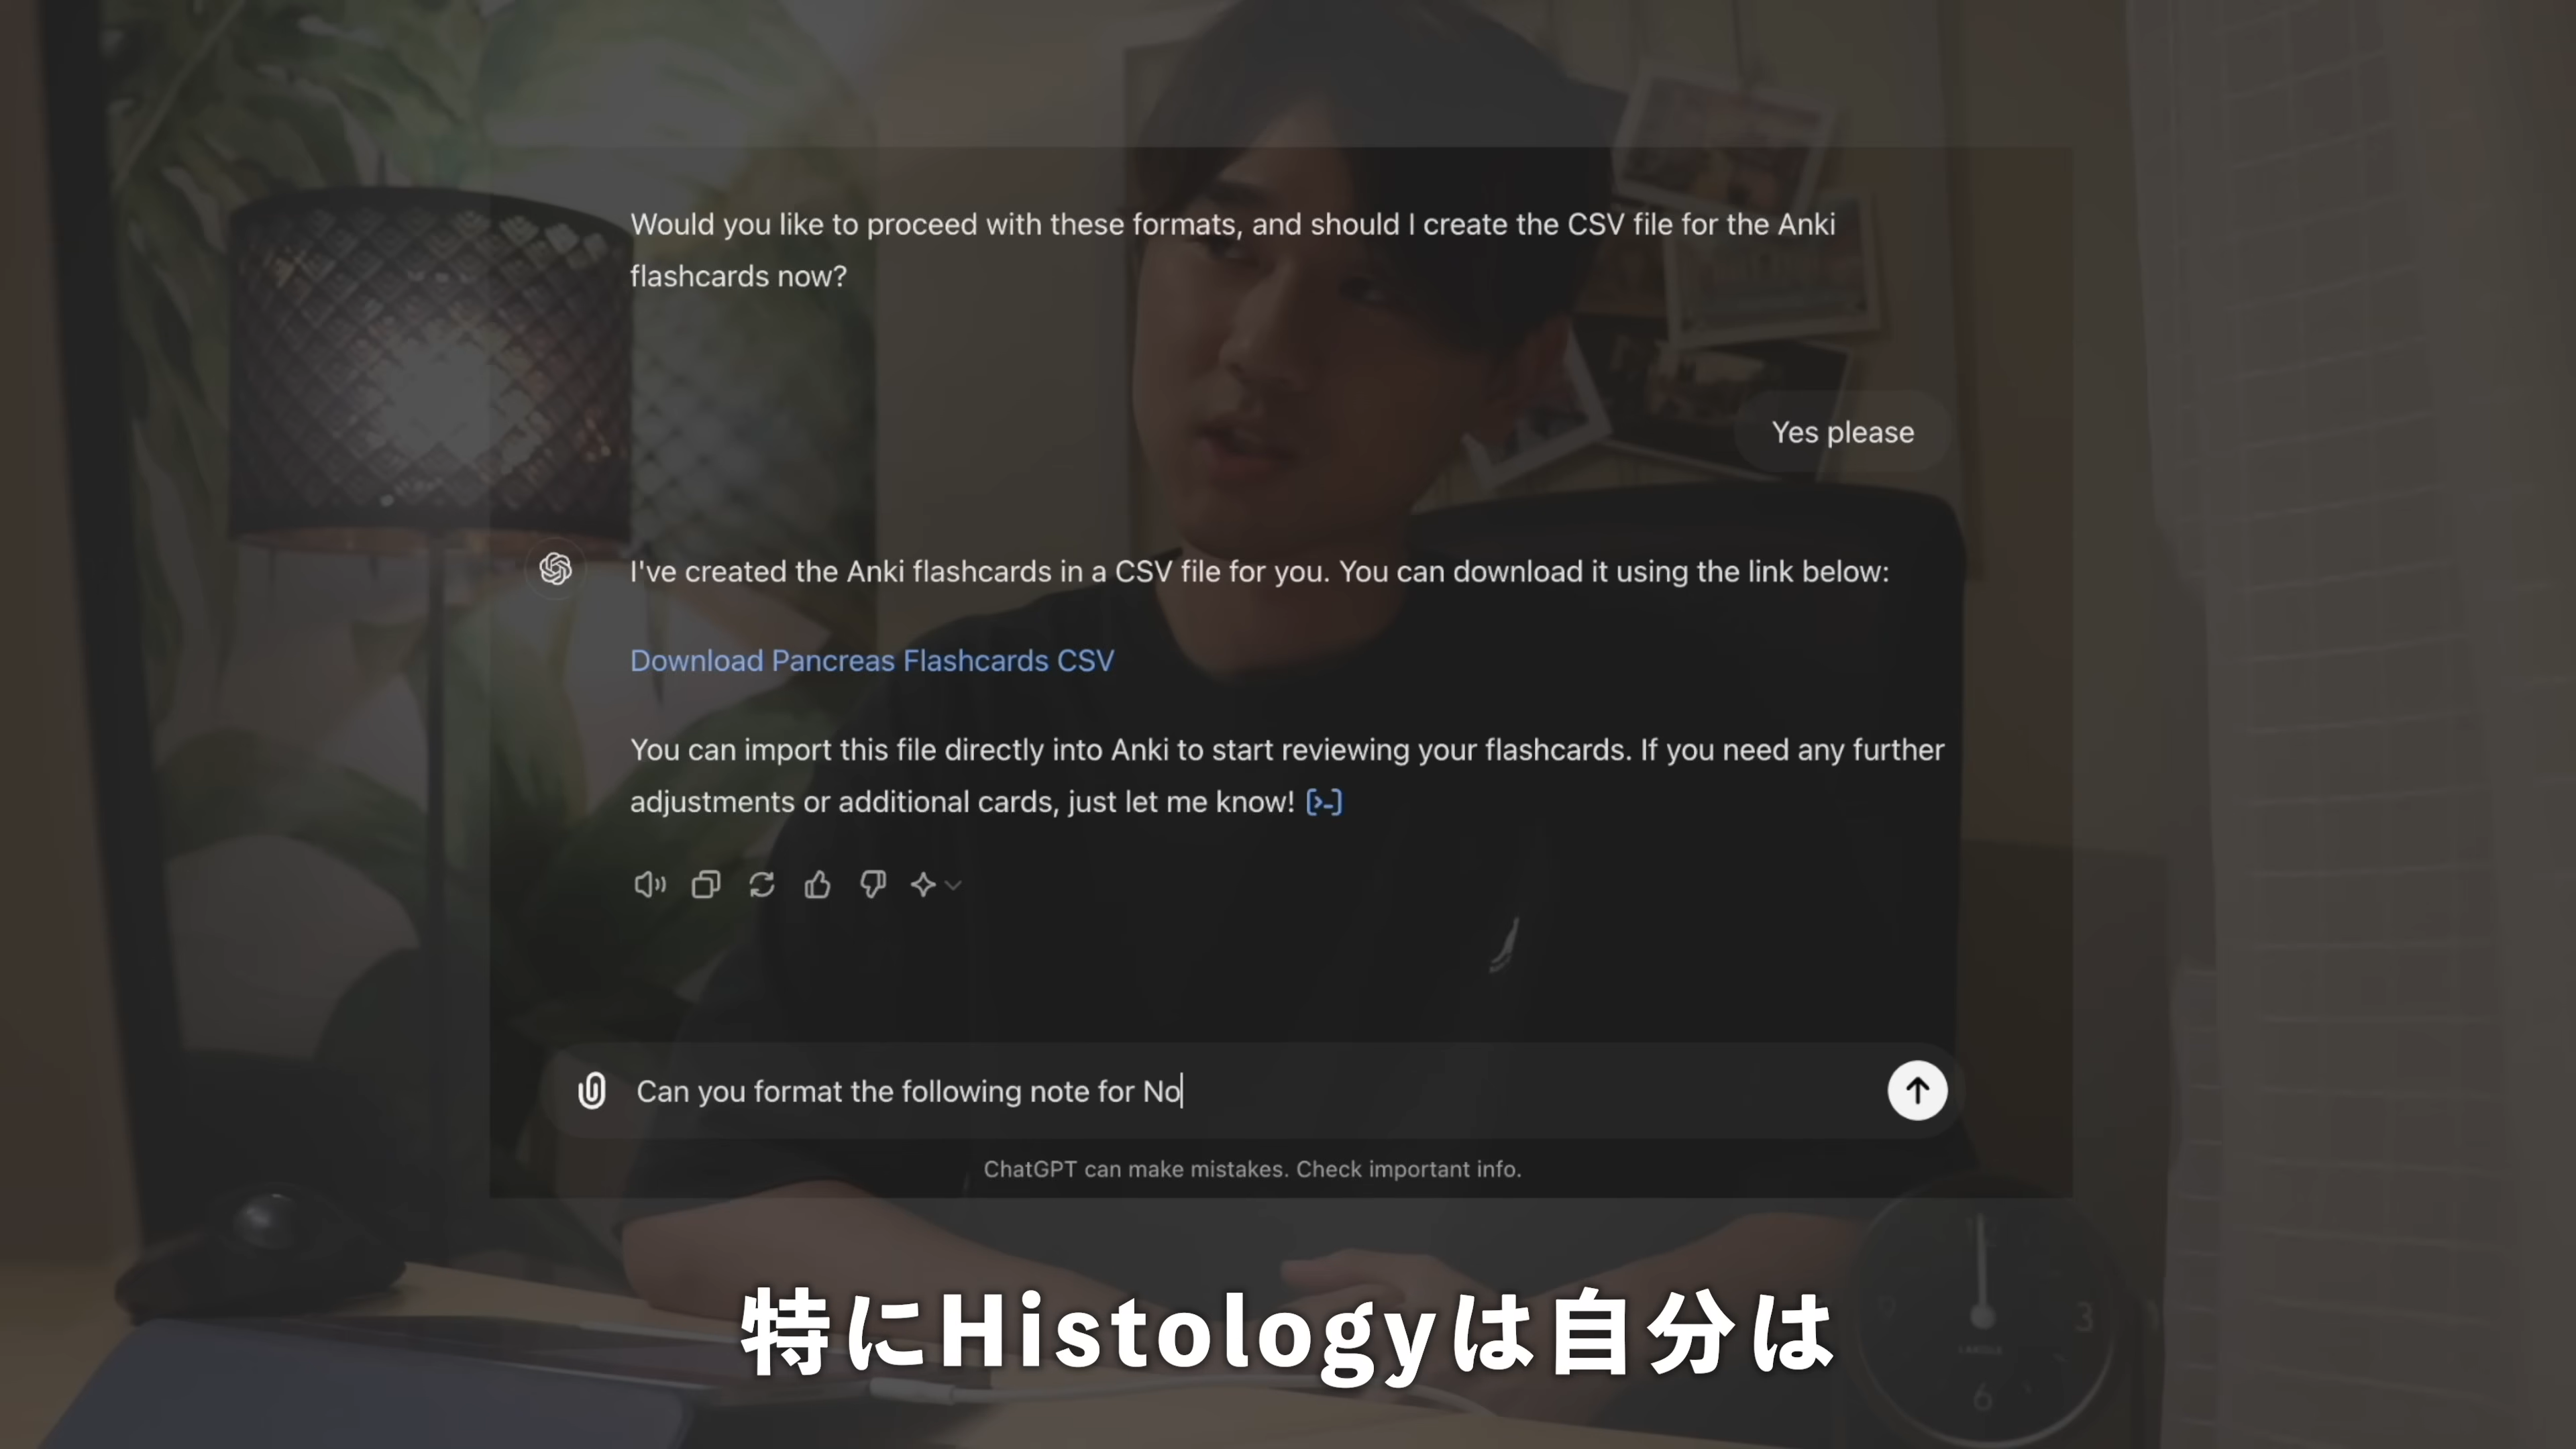 Would you like to proceed with these formats, and should I create the CSV file for the Anki
flashcards now?
Yes please
I've created the Anki flashcards in a CSV file for you. You can download it using the link below:
Download Pancreas Flashcards CSV
You can import this file directly into Anki to start reviewing your flashcards. If you need any further
adjustments or additional cards, just let me know! [>-]
Can you format the following note for No
ChatGPT can make mistakes. Check important info.
3
6
特にHistologyは自分は